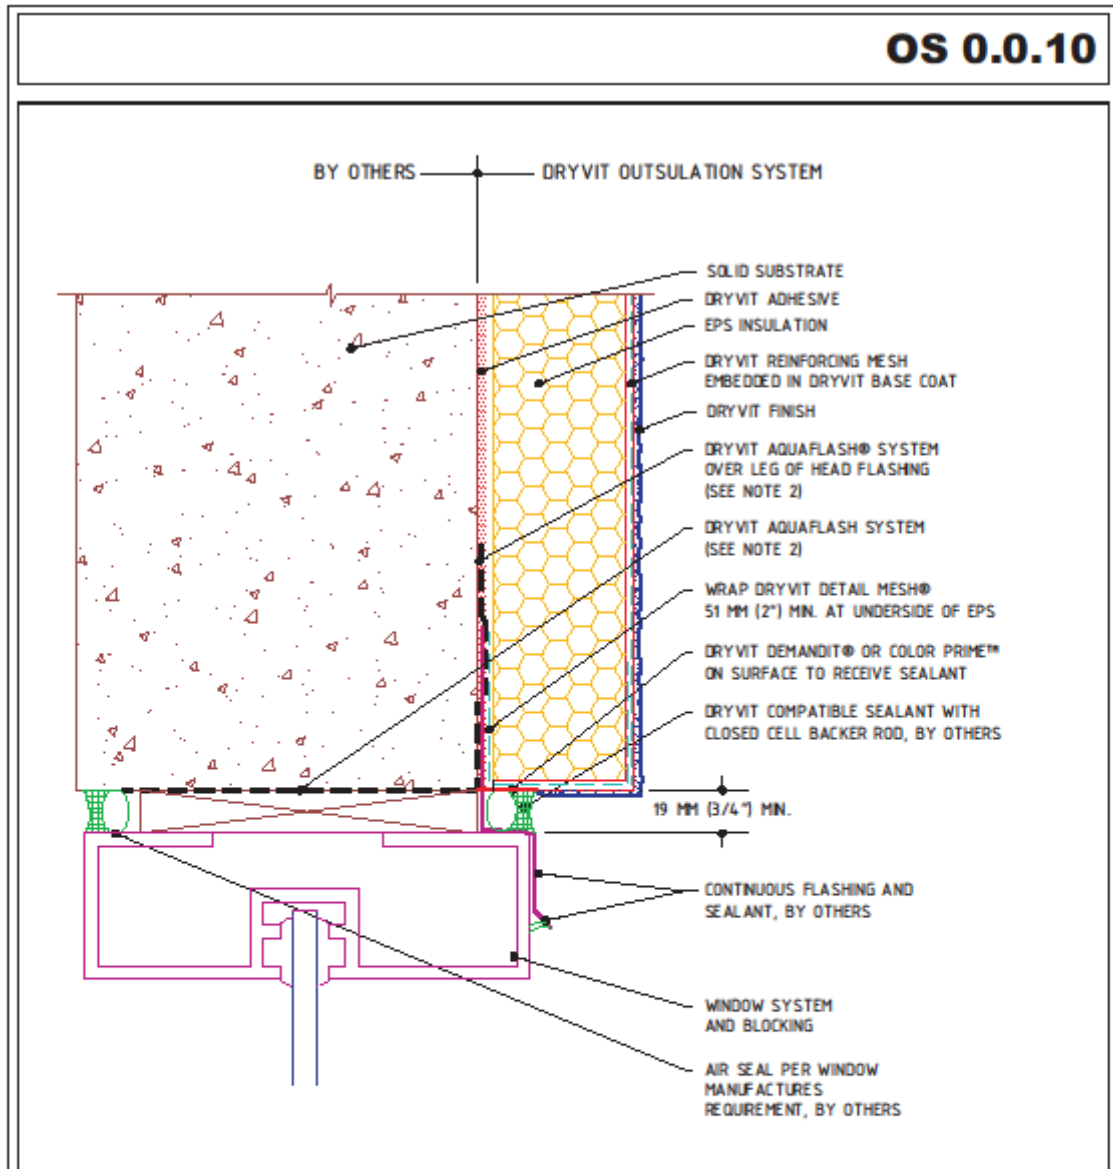 OS 0.0.10
BY OTHERS
DRYVIT OUTSULATION SYSTEM
SOLID SUBSTRATE
DRYVIT ADHESIVE
EPS INSULATION
DRYVIT REINFORCING MESH
EMBEDDED IN DRYVIT BASE COAT
DRYVIT FINISH
DRYVIT AQUAFLASH® SYSTEM
OVER LEG OF HEAD FLASHING
(SEE NOTE 2)
DRYVIT AQUAFLASH SYSTEM
(SEE NOTE 2)
WRAP DRYVIT DETAIL MESH®
51 MM (2") MIN. AT UNDERSIDE OF EPS
DRYVIT DEMANDIT® OR COLOR PRIME™
ON SURFACE TO RECEIVE SEALANT
DRYVIT COMPATIBLE SEALANT WITH
CLOSED CELL BACKER ROD, BY OTHERS
19 MM (3/4") MIN.
CONTINUOUS FLASHING AND
SEALANT, BY OTHERS
WINDOW SYSTEM
AND BLOCKING
AIR SEAL PER WINDOW
MANUFACTURES
REQUIREMENT, BY OTHERS